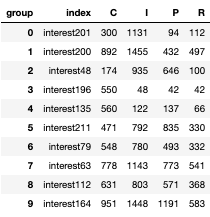 group index C I P R
0 interest201 300 1131 94 112
1 interest200 892 1455 432 497
2 interest48 174 935 646 100
3 interest196 550 48 42 42
4 interest135 560 122 137 66
5 interest211 471 792 835 330
6 interest79 548 780 493 332
7 interest63 778 1143 773 541
8 interest112 631 803 571 368
9 interest164 951 1448 1191 583